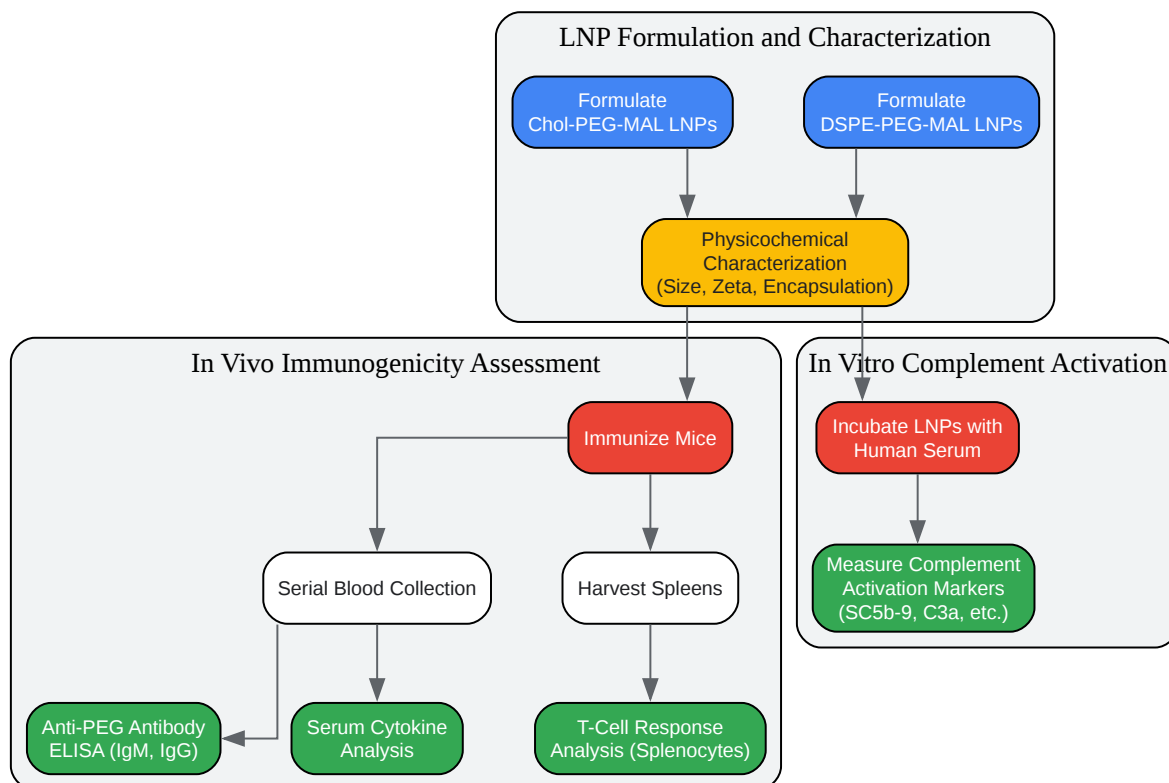 LNP Formulation and Characterization
Formulate
Chol-PEG-MAL LNPs
Formulate
DSPE-PEG-MAL LNPs
Physicochemical
Characterization
(Size, Zeta, Encapsulation)
In Vivo Immunogenicity Assessment
Immunize Mice
Serial Blood Collection
Harvest Spleens
Anti-PEG Antibody
ELISA (IgM, IgG)
Serum Cytokine
Analysis
T-Cell Response
Analysis (Splenocytes)
In Vitro Complement Activation
Incubate LNPs with
Human Serum
Measure Complement
Activation Markers
(SC5b-9, C3a, etc.)